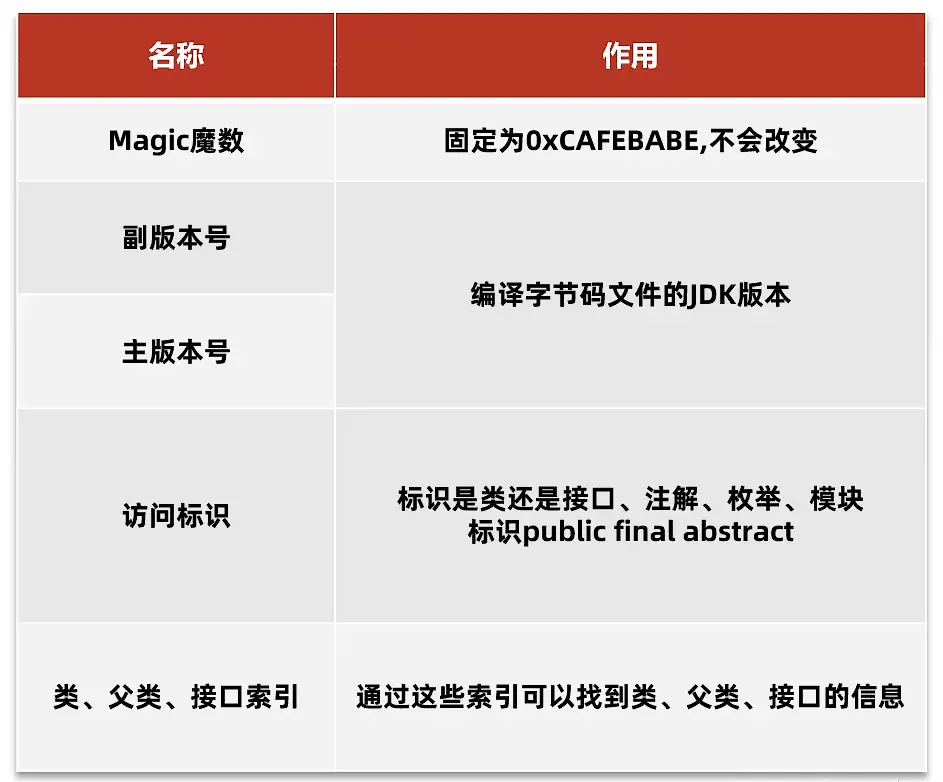 名称
作用
Magic魔数
固定为0xCAFEBABE,不会改变
副版本号
编译字节码文件的JDK版本
主版本号
访问标识
标识是类还是接口、注解、枚举、模块
标识public final abstract
类、父类、接口索引
通过这些索引可以找到类、父类、接口的信息